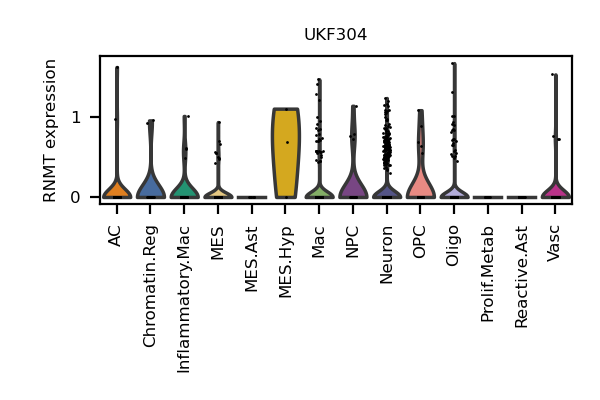 UKF304
RNMT expression
1
0
AC
Chromatin.Reg
Inflammatory.Mac
MES
MES.Ast
MES.Hyp
Mac
NPC
Neuron
OPC
Oligo
Prolif.Metab
Reactive.Ast
Vasc